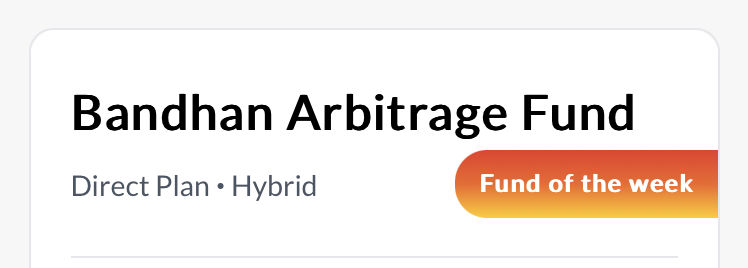 Bandhan Arbitrage Fund
Direct Plan • Hybrid
Fund of the week